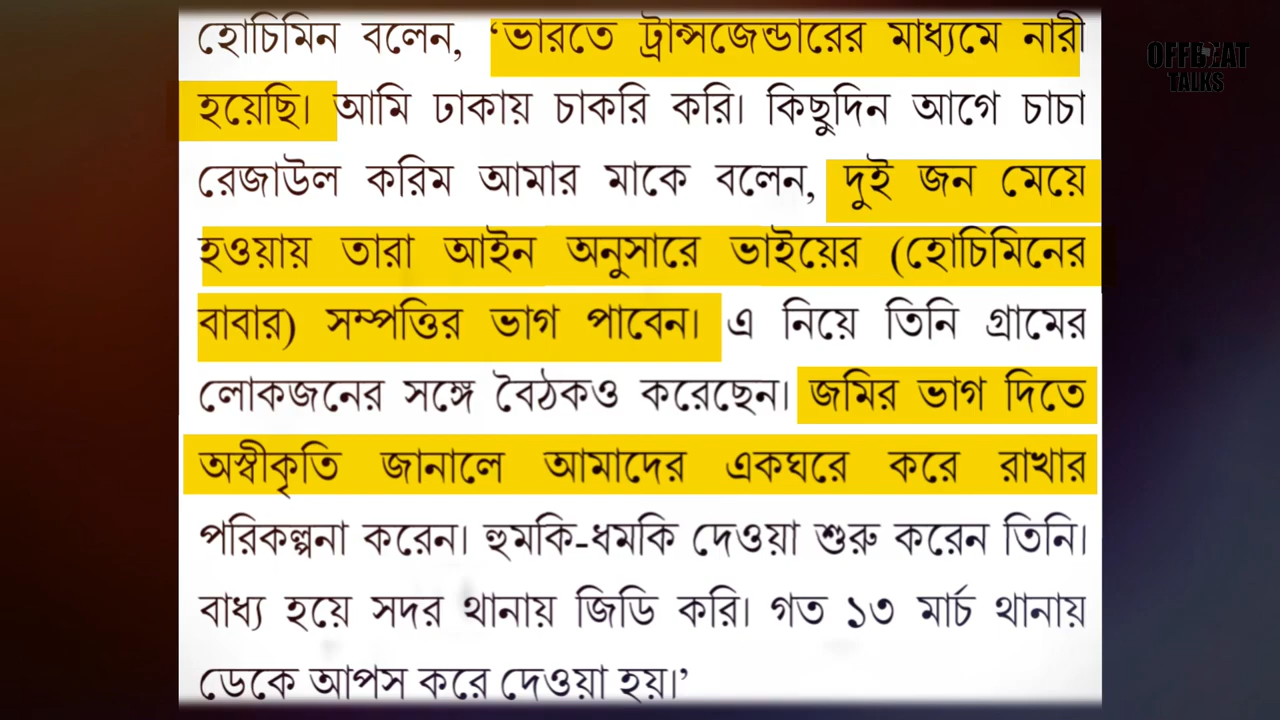 হোচিমিন বলেন, ‘ভারতে ট্রান্সজেন্ডারের মাধ্যমে নারী
হয়েছি। আমি ঢাকায় চাকরি করি। কিছুদিন আগে চাচা
রেজাউল করিম আমার মাকে বলেন, দুই জন মেয়ে
হওয়ায় তারা আইন অনুসারে ভাইয়ের (হোচিমিনের
বাবার) সম্পত্তির ভাগ পাবেন। এ নিয়ে তিনি গ্রামের
লোকজনের সঙ্গে বৈঠকও করেছেন। জমির ভাগ দিতে
অস্বীকৃতি জানালে আমাদের একঘরে করে রাখার
পরিকল্পনা করেন। হুমকি-ধমকি দেওয়া শুরু করেন তিনি।
বাধ্য হয়ে সদর থানায় জিডি করি। গত ১৩ মার্চ থানায়
ডেকে আপস করে দেওয়া হয়।’
OFFBEAT
TALKS